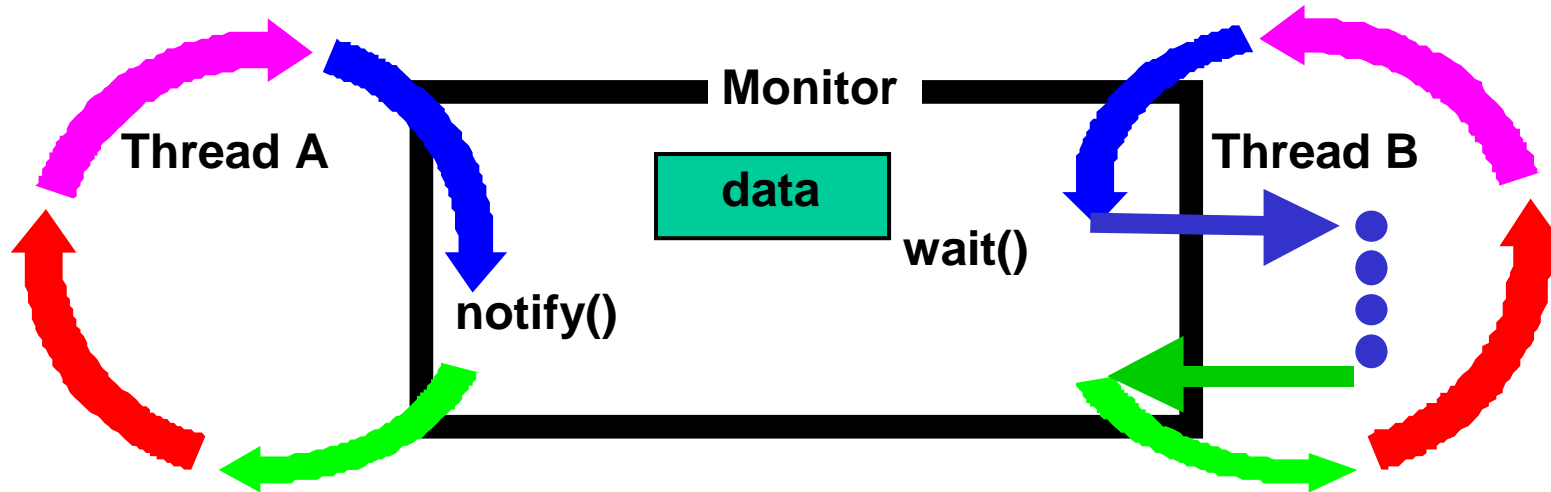 Monitor
Thread A
Thread B
data
wait()
notify()